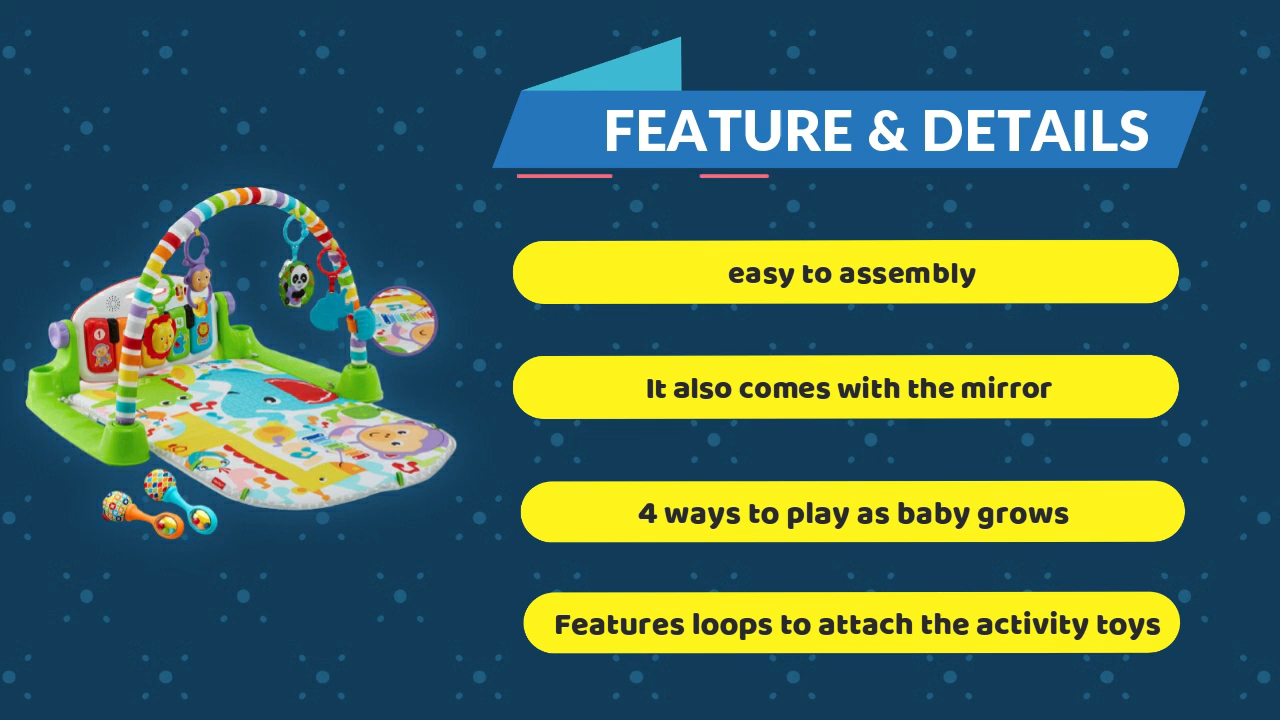 FEATURE & DETAILS
easy to assembly
It also comes with the mirror
4 ways to play as baby grows
Features loops to attach the activity toys